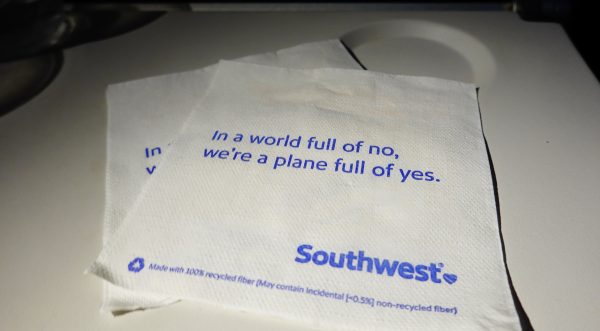 In a world full of no,
we're a plane full of yes.
In
Southwest®
Made with 100% recycled fiber (May contain incidental [<0.5%] non-recycled fiber)